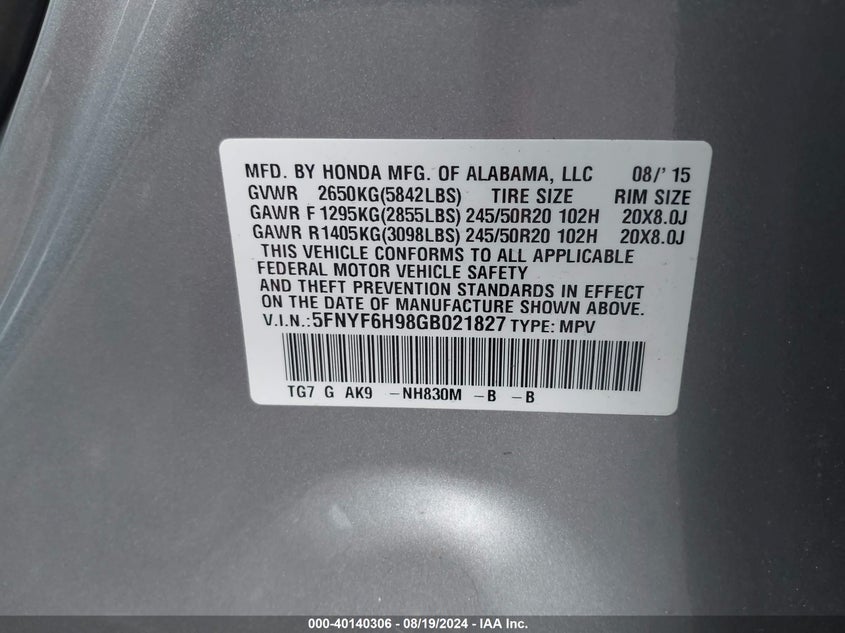 MFD. BY HONDA MFG. OF ALABAMA, LLC 08/' 15
GVWR 2650KG(5842LBS) TIRE SIZE RIM SIZE
GAWR F 1295KG(2855LBS) 245/50R20 102H 20X8.0J
GAWR R1405KG(3098LBS) 245/50R20 102H 20X8.0J
THIS VEHICLE CONFORMS TO ALL APPLICABLE
FEDERAL MOTOR VEHICLE SAFETY
AND THEFT PREVENTION STANDARDS IN EFFECT
ON THE DATE OF MANUFACTURE SHOWN ABOVE.
V.I.N.:5FNYF6H98GB021827 TYPE: MPV
TG7 G AK9 -NH830M -B -B
000-40140306 - 08/19/2024 - IAA Inc.